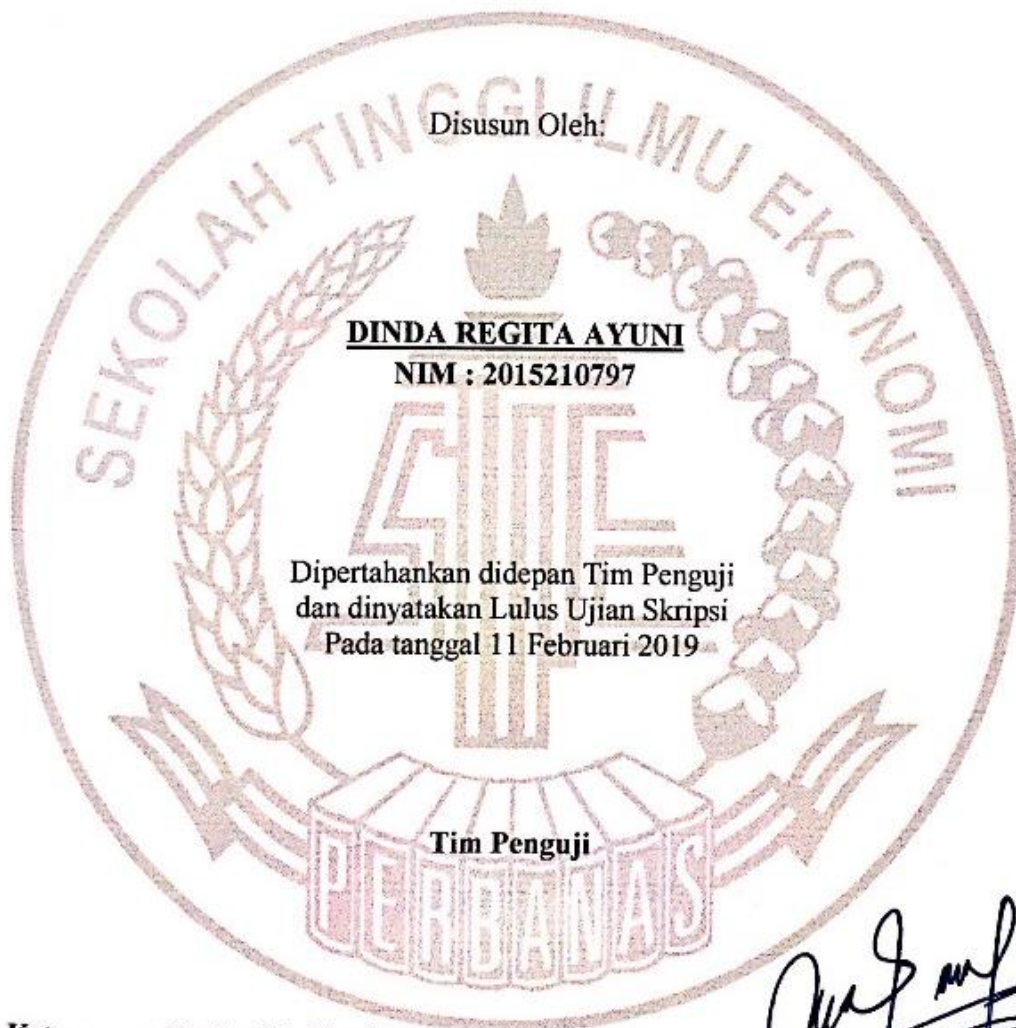 SEKOLAH TINGGI ILMU EKONOMI
Disusun Oleh:
DINDA REGITA AYUNI
NIM : 2015210797
Dipertahankan didepan Tim Penguji
dan dinyatakan Lulus Ujian Skripsi
Pada tanggal 11 Februari 2019
Tim Penguji
PERBANAS